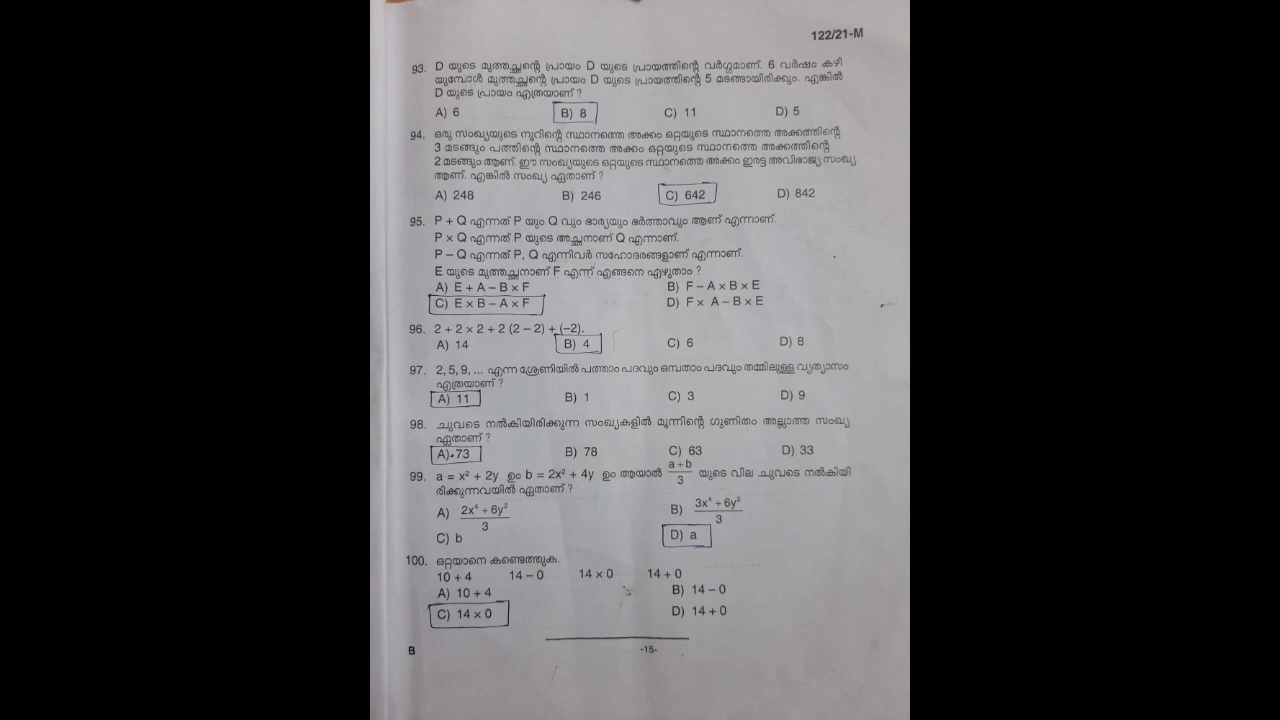 122/21-M
93. D യുടെ മുത്തച്ഛന്റെ പ്രായം D യുടെ പ്രായത്തിന്റെ വർഗ്ഗമാണ്. 6 വർഷം കഴി
യുമ്പോൾ മുത്തച്ഛന്റെ പ്രായം D യുടെ പ്രായത്തിന്റെ 5 മടങ്ങായിരിക്കും. എങ്കിൽ
D യുടെ പ്രായം എത്രയാണ് ?
A) 6 B) 8 C) 11 D) 5
94. ഒരു സംഖ്യയുടെ നൂറിന്റെ സ്ഥാനത്തെ അക്കം ഒറ്റയുടെ സ്ഥാനത്തെ അക്കത്തിന്റെ
3 മടങ്ങും പത്തിന്റെ സ്ഥാനത്തെ അക്കം ഒറ്റയുടെ സ്ഥാനത്തെ അക്കത്തിന്റെ
2 മടങ്ങും ആണ്. ഈ സംഖ്യയുടെ ഒറ്റയുടെ സ്ഥാനത്തെ അക്കം ഇരട്ട അവിഭാജ്യ സംഖ്യ
ആണ്. എങ്കിൽ സംഖ്യ ഏതാണ് ?
A) 248 B) 246 C) 642 D) 842
95. P + Q എന്നത് P യും Q വും ഭാര്യയും ഭർത്താവും ആണ് എന്നാണ്.
P × Q എന്നത് P യുടെ അച്ഛനാണ് Q എന്നാണ്.
P – Q എന്നത് P, Q എന്നിവർ സഹോദരങ്ങളാണ് എന്നാണ്.
E യുടെ മുത്തച്ഛനാണ് F എന്ന് എങ്ങനെ എഴുതാം ?
A) E + A – B × F B) F – A × B × E
C) E × B – A × F D) F × A – B × E
96. 2 + 2 × 2 + 2 (2 – 2) + (–2).
A) 14 B) 4 C) 6 D) 8
97. 2, 5, 9, ... എന്ന ശ്രേണിയിൽ പത്താം പദവും ഒമ്പതാം പദവും തമ്മിലുള്ള വ്യത്യാസം
എത്രയാണ് ?
A) 11 B) 1 C) 3 D) 9
98. ചുവടെ നൽകിയിരിക്കുന്ന സംഖ്യകളിൽ മൂന്നിന്റെ ഗുണിതം അല്ലാത്ത സംഖ്യ
ഏതാണ് ?
A) 73 B) 78 C) 63 D) 33
99. a = x² + 2y ഉം b = 2x² + 4y ഉം ആയാൽ (a + b)/3 യുടെ വില ചുവടെ നൽകിയി
രിക്കുന്നവയിൽ ഏതാണ് ?
A) (2x⁴ + 6y²)/3 B) (3x⁴ + 6y²)/3
C) b D) a
100. ഒറ്റയാനെ കണ്ടെത്തുക.
10 + 4 14 – 0 14 × 0 14 + 0
A) 10 + 4 B) 14 – 0
C) 14 × 0 D) 14 + 0
B -15-